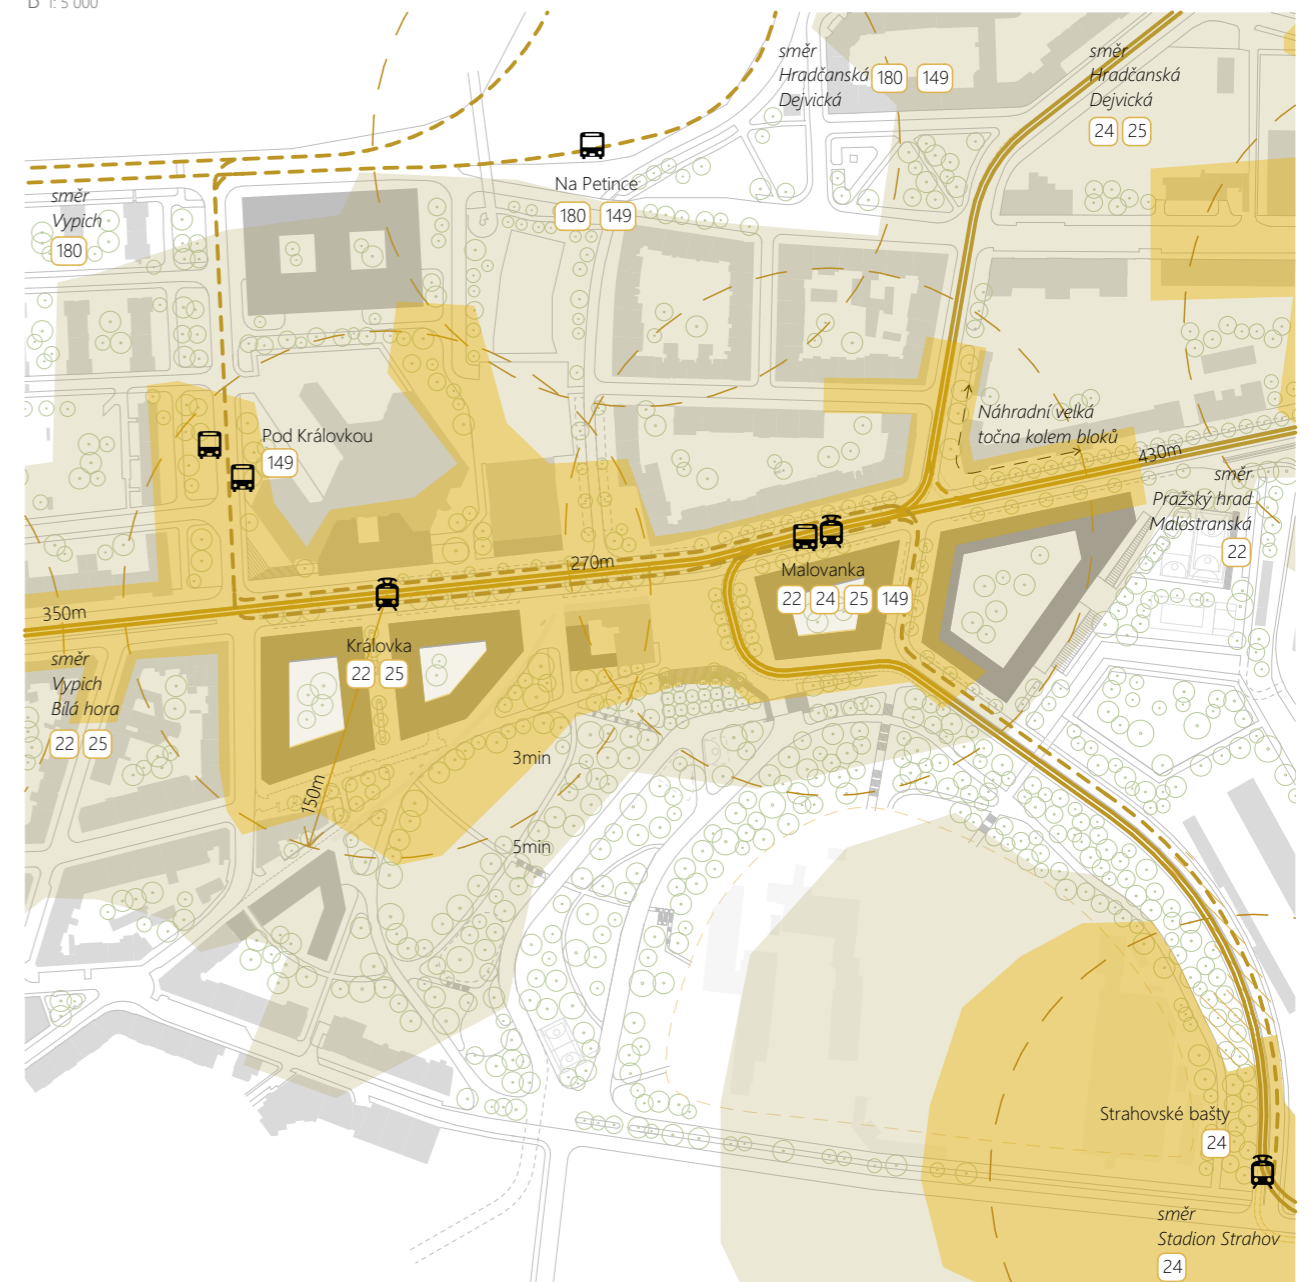 B 1: 5 000
směr
Hradčanská
Dejvická
180 149
směr
Hradčanská
Dejvická
24 25
Na Petince
180 149
směr
Vypich
180
Pod Královkou
149
Náhradní velká
točna kolem bloků
430m
směr
Pražský hrad
Malostranská
22
270m
Malovanka
22 24 25 149
350m
Královka
22 25
směr
Vypich
Bílá hora
22 25
3min
150m
5min
Strahovské bašty
24
směr
Stadion Strahov
24